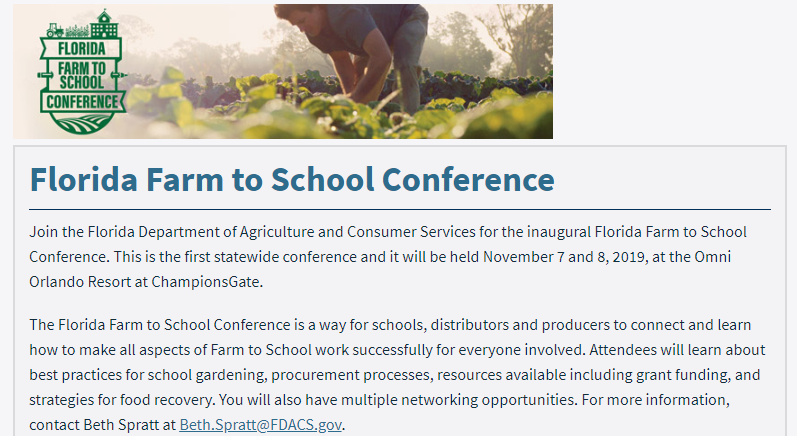 FLORIDA
FARM TO
SCHOOL
CONFERENCE
Florida Farm to School Conference
Join the Florida Department of Agriculture and Consumer Services for the inaugural Florida Farm to School
Conference. This is the first statewide conference and it will be held November 7 and 8, 2019, at the Omni
Orlando Resort at ChampionsGate.
The Florida Farm to School Conference is a way for schools, distributors and producers to connect and learn
how to make all aspects of Farm to School work successfully for everyone involved. Attendees will learn about
best practices for school gardening, procurement processes, resources available including grant funding, and
strategies for food recovery. You will also have multiple networking opportunities. For more information,
contact Beth Spratt at Beth.Spratt@FDACS.gov.